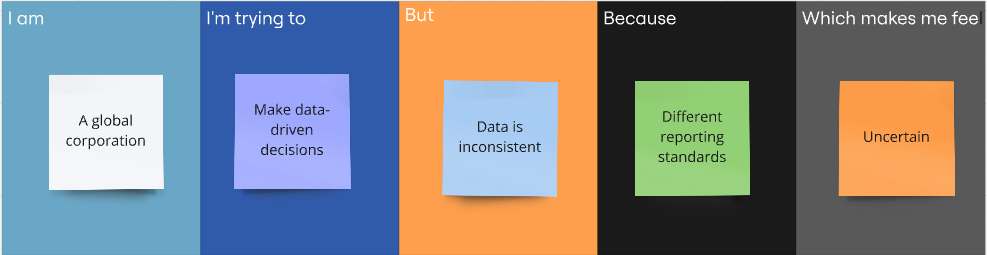 I am
I'm trying to
But
Because
Which makes me feel
A global
corporation
Make data-
driven
decisions
Data is
inconsistent
Different
reporting
standards
Uncertain